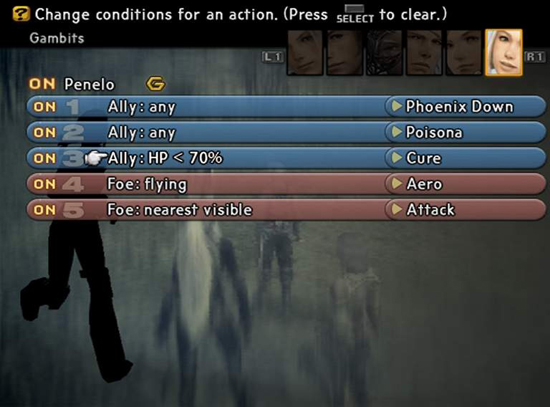 ? Change conditions for an action. (Press SELECT to clear.)
Gambits
L1 R1
ON Penelo G
ON 1 Ally: any Phoenix Down
ON 2 Ally: any Poisona
ON 3 Ally: HP < 70% Cure
ON 4 Foe: flying Aero
ON 5 Foe: nearest visible Attack